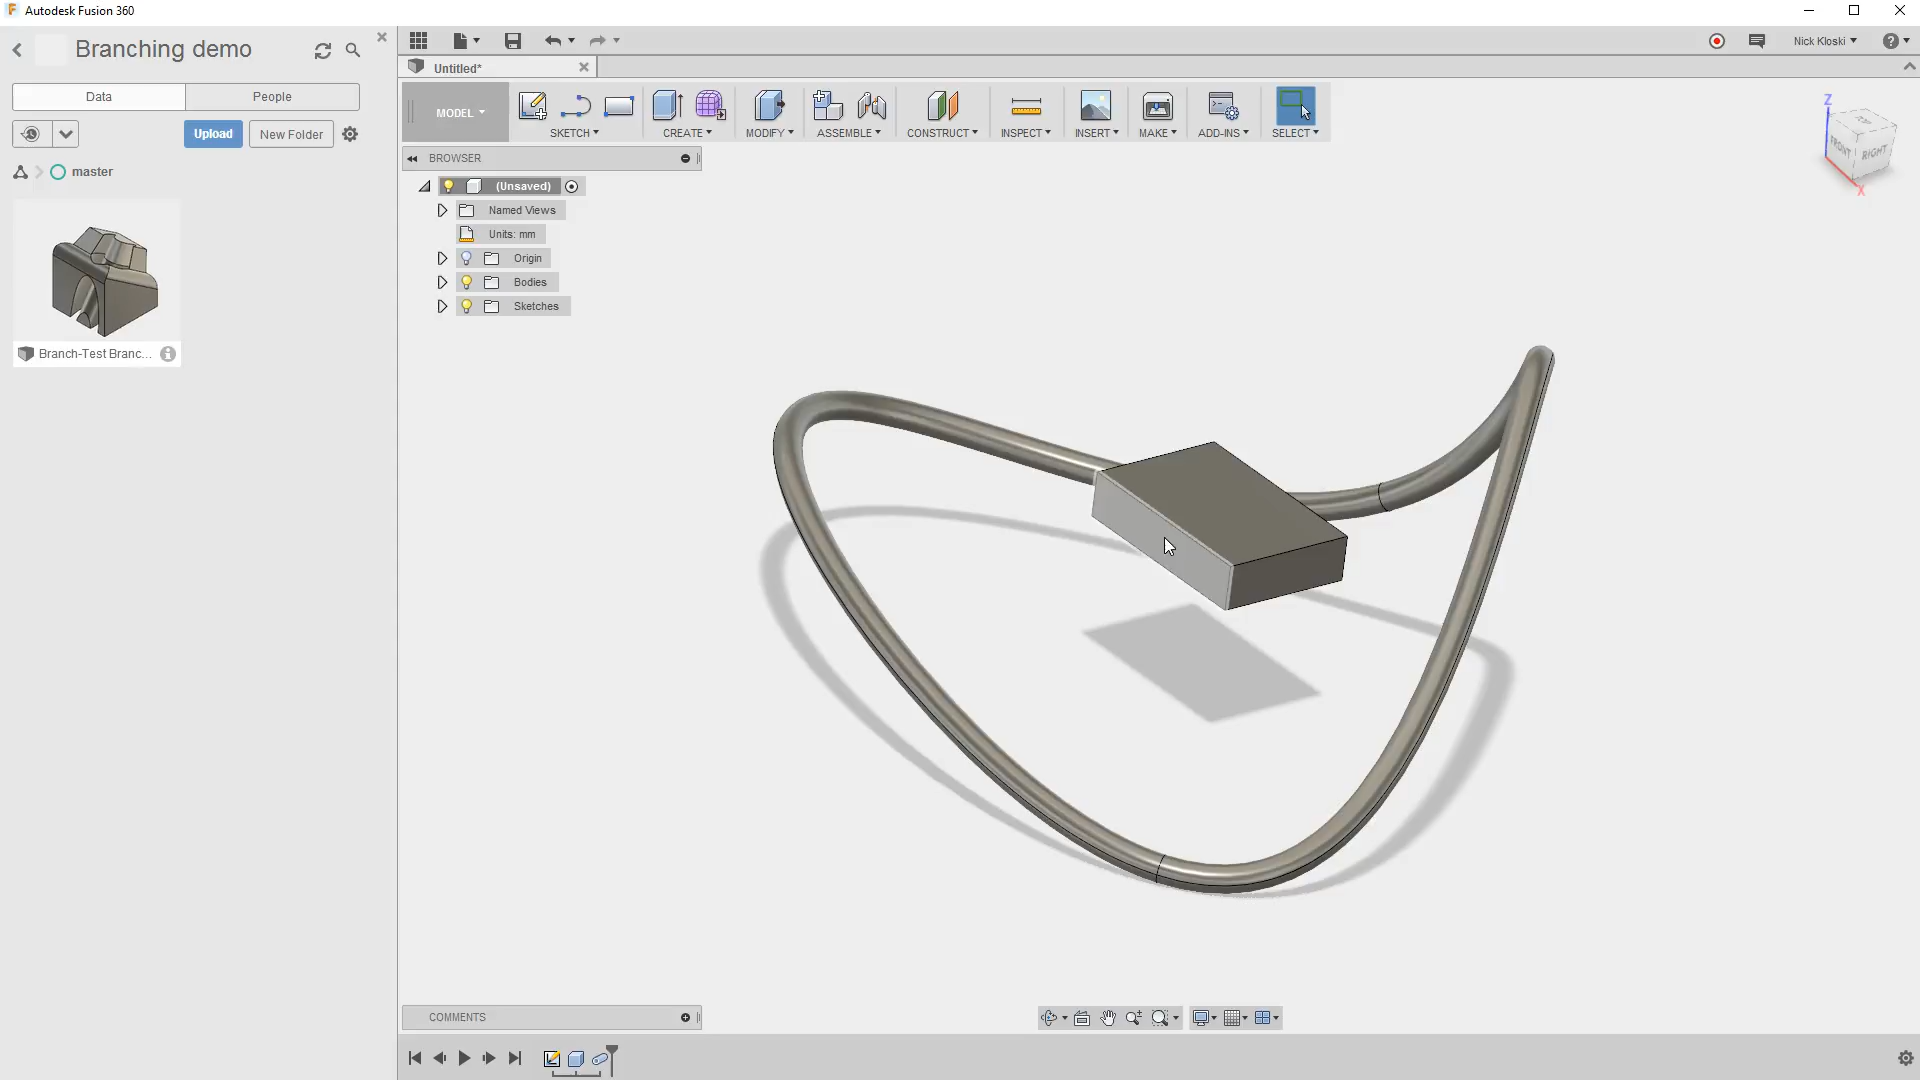 Autodesk Fusion 360
Branching demo
Data
People
Upload
New Folder
master
Branch-Test Branc...
Untitled*
Nick Kloski
MODEL
SKETCH
CREATE
MODIFY
ASSEMBLE
CONSTRUCT
INSPECT
INSERT
MAKE
ADD-INS
SELECT
BROWSER
(Unsaved)
Named Views
Units: mm
Origin
Bodies
Sketches
Z
FRONT
RIGHT
X
COMMENTS